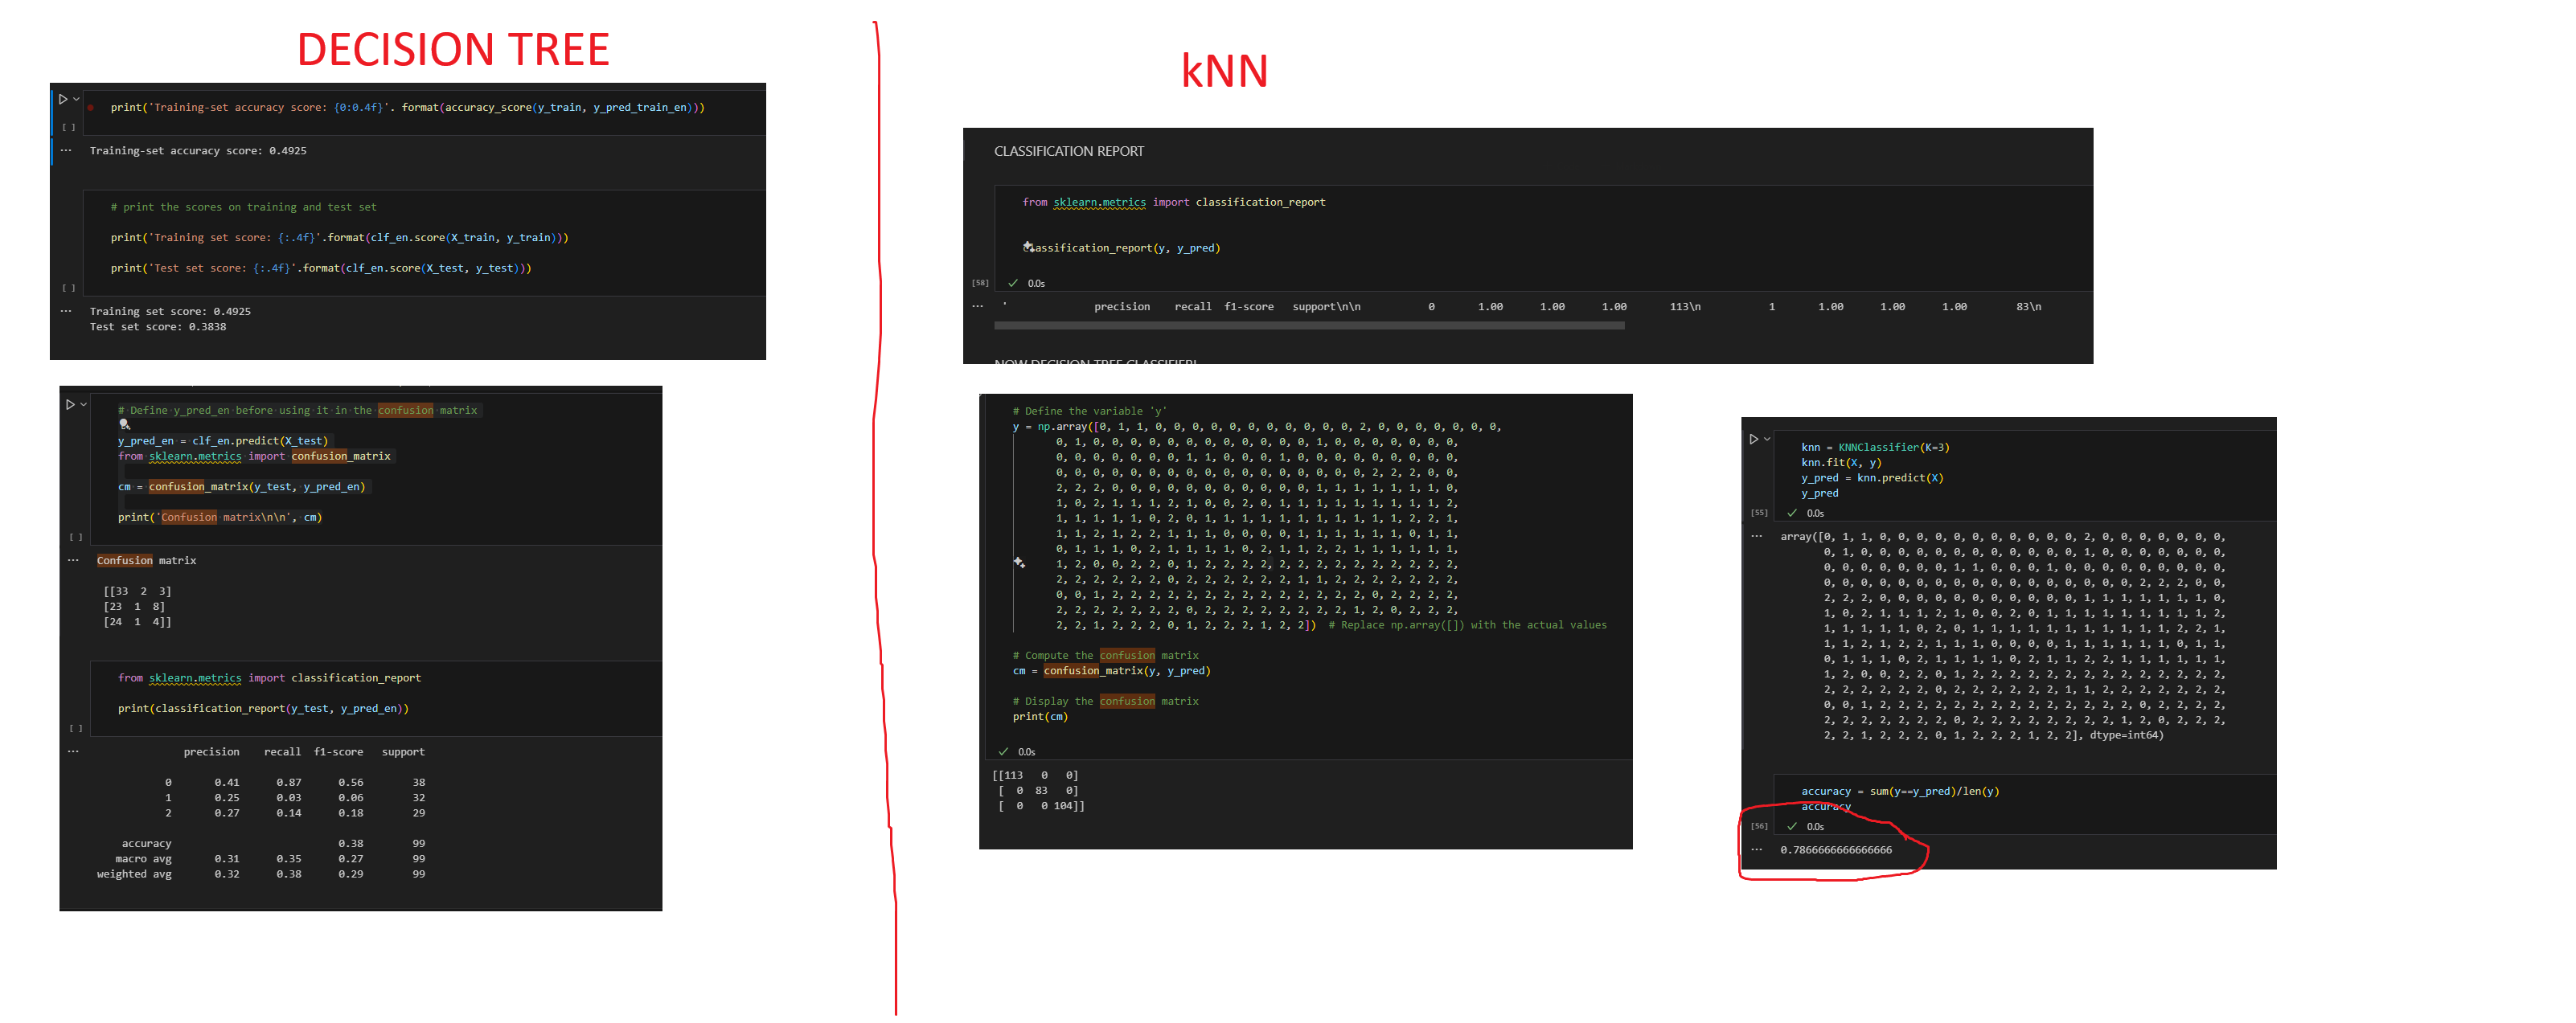 DECISION TREE
print('Training-set accuracy score: {0:0.4f}'. format(accuracy_score(y_train, y_pred_train_en)))
[ ]
... Training-set accuracy score: 0.4925
# print the scores on training and test set
print('Training set score: {:.4f}'.format(clf_en.score(X_train, y_train)))
print('Test set score: {:.4f}'.format(clf_en.score(X_test, y_test)))
[ ]
... Training set score: 0.4925
Test set score: 0.3838
# Define y_pred_en before using it in the confusion matrix
y_pred_en = clf_en.predict(X_test)
from sklearn.metrics import confusion_matrix
cm = confusion_matrix(y_test, y_pred_en)
print('Confusion matrix\n\n', cm)
[ ]
... Confusion matrix
[[33 2 3]
[23 1 8]
[24 1 4]]
from sklearn.metrics import classification_report
print(classification_report(y_test, y_pred_en))
[ ]
... precision recall f1-score support
0 0.41 0.87 0.56 38
1 0.25 0.03 0.06 32
2 0.27 0.14 0.18 29
accuracy 0.38 99
macro avg 0.31 0.35 0.27 99
weighted avg 0.32 0.38 0.29 99
kNN
CLASSIFICATION REPORT
from sklearn.metrics import classification_report
assification_report(y, y_pred)
[58] 0.0s
... ' precision recall f1-score support\n\n 0 1.00 1.00 1.00 113\n 1 1.00 1.00 1.00 83\n
NOW DECISION TREE CLASSIFIER!
# Define the variable 'y'
y = np.array([0, 1, 1, 0, 0, 0, 0, 0, 0, 0, 0, 0, 0, 0, 2, 0, 0, 0, 0, 0, 0, 0,
0, 1, 0, 0, 0, 0, 0, 0, 0, 0, 0, 0, 0, 0, 1, 0, 0, 0, 0, 0, 0, 0,
0, 0, 0, 0, 0, 0, 0, 1, 1, 0, 0, 0, 1, 0, 0, 0, 0, 0, 0, 0, 0, 0,
0, 0, 0, 0, 0, 0, 0, 0, 0, 0, 0, 0, 0, 0, 0, 0, 0, 2, 2, 2, 0, 0,
2, 2, 2, 0, 0, 0, 0, 0, 0, 0, 0, 0, 0, 0, 1, 1, 1, 1, 1, 1, 1, 0,
1, 0, 2, 1, 1, 1, 2, 1, 0, 0, 2, 0, 1, 1, 1, 1, 1, 1, 1, 1, 1, 2,
1, 1, 1, 1, 1, 0, 2, 0, 1, 1, 1, 1, 1, 1, 1, 1, 1, 1, 1, 2, 2, 1,
1, 1, 2, 1, 2, 2, 1, 1, 1, 0, 0, 0, 0, 1, 1, 1, 1, 1, 1, 0, 1, 1,
0, 1, 1, 1, 0, 2, 1, 1, 1, 1, 0, 2, 1, 1, 2, 2, 1, 1, 1, 1, 1, 1,
1, 2, 0, 0, 2, 2, 0, 1, 2, 2, 2, 2, 2, 2, 2, 2, 2, 2, 2, 2, 2, 2,
2, 2, 2, 2, 2, 2, 0, 2, 2, 2, 2, 2, 2, 1, 1, 2, 2, 2, 2, 2, 2, 2,
0, 0, 1, 2, 2, 2, 2, 2, 2, 2, 2, 2, 2, 2, 2, 2, 2, 0, 2, 2, 2, 2,
2, 2, 2, 2, 2, 2, 2, 0, 2, 2, 2, 2, 2, 2, 2, 2, 1, 2, 0, 2, 2, 2,
2, 2, 1, 2, 2, 2, 0, 1, 2, 2, 2, 1, 2, 2]) # Replace np.array([]) with the actual values
# Compute the confusion matrix
cm = confusion_matrix(y, y_pred)
# Display the confusion matrix
print(cm)
0.0s
[[113 0 0]
[ 0 83 0]
[ 0 0 104]]
knn = KNNClassifier(K=3)
knn.fit(X, y)
y_pred = knn.predict(X)
y_pred
[55] 0.0s
... array([0, 1, 1, 0, 0, 0, 0, 0, 0, 0, 0, 0, 0, 0, 2, 0, 0, 0, 0, 0, 0, 0,
0, 1, 0, 0, 0, 0, 0, 0, 0, 0, 0, 0, 0, 0, 1, 0, 0, 0, 0, 0, 0, 0,
0, 0, 0, 0, 0, 0, 0, 1, 1, 0, 0, 0, 1, 0, 0, 0, 0, 0, 0, 0, 0, 0,
0, 0, 0, 0, 0, 0, 0, 0, 0, 0, 0, 0, 0, 0, 0, 0, 0, 2, 2, 2, 0, 0,
2, 2, 2, 0, 0, 0, 0, 0, 0, 0, 0, 0, 0, 0, 1, 1, 1, 1, 1, 1, 1, 0,
1, 0, 2, 1, 1, 1, 2, 1, 0, 0, 2, 0, 1, 1, 1, 1, 1, 1, 1, 1, 1, 2,
1, 1, 1, 1, 1, 0, 2, 0, 1, 1, 1, 1, 1, 1, 1, 1, 1, 1, 1, 2, 2, 1,
1, 1, 2, 1, 2, 2, 1, 1, 1, 0, 0, 0, 0, 1, 1, 1, 1, 1, 1, 0, 1, 1,
0, 1, 1, 1, 0, 2, 1, 1, 1, 1, 0, 2, 1, 1, 2, 2, 1, 1, 1, 1, 1, 1,
1, 2, 0, 0, 2, 2, 0, 1, 2, 2, 2, 2, 2, 2, 2, 2, 2, 2, 2, 2, 2, 2,
2, 2, 2, 2, 2, 2, 0, 2, 2, 2, 2, 2, 2, 1, 1, 2, 2, 2, 2, 2, 2, 2,
0, 0, 1, 2, 2, 2, 2, 2, 2, 2, 2, 2, 2, 2, 2, 2, 2, 0, 2, 2, 2, 2,
2, 2, 2, 2, 2, 2, 2, 0, 2, 2, 2, 2, 2, 2, 2, 2, 1, 2, 0, 2, 2, 2,
2, 2, 1, 2, 2, 2, 0, 1, 2, 2, 2, 1, 2, 2], dtype=int64)
accuracy = sum(y==y_pred)/len(y)
accuracy
[56] 0.0s
... 0.7866666666666666